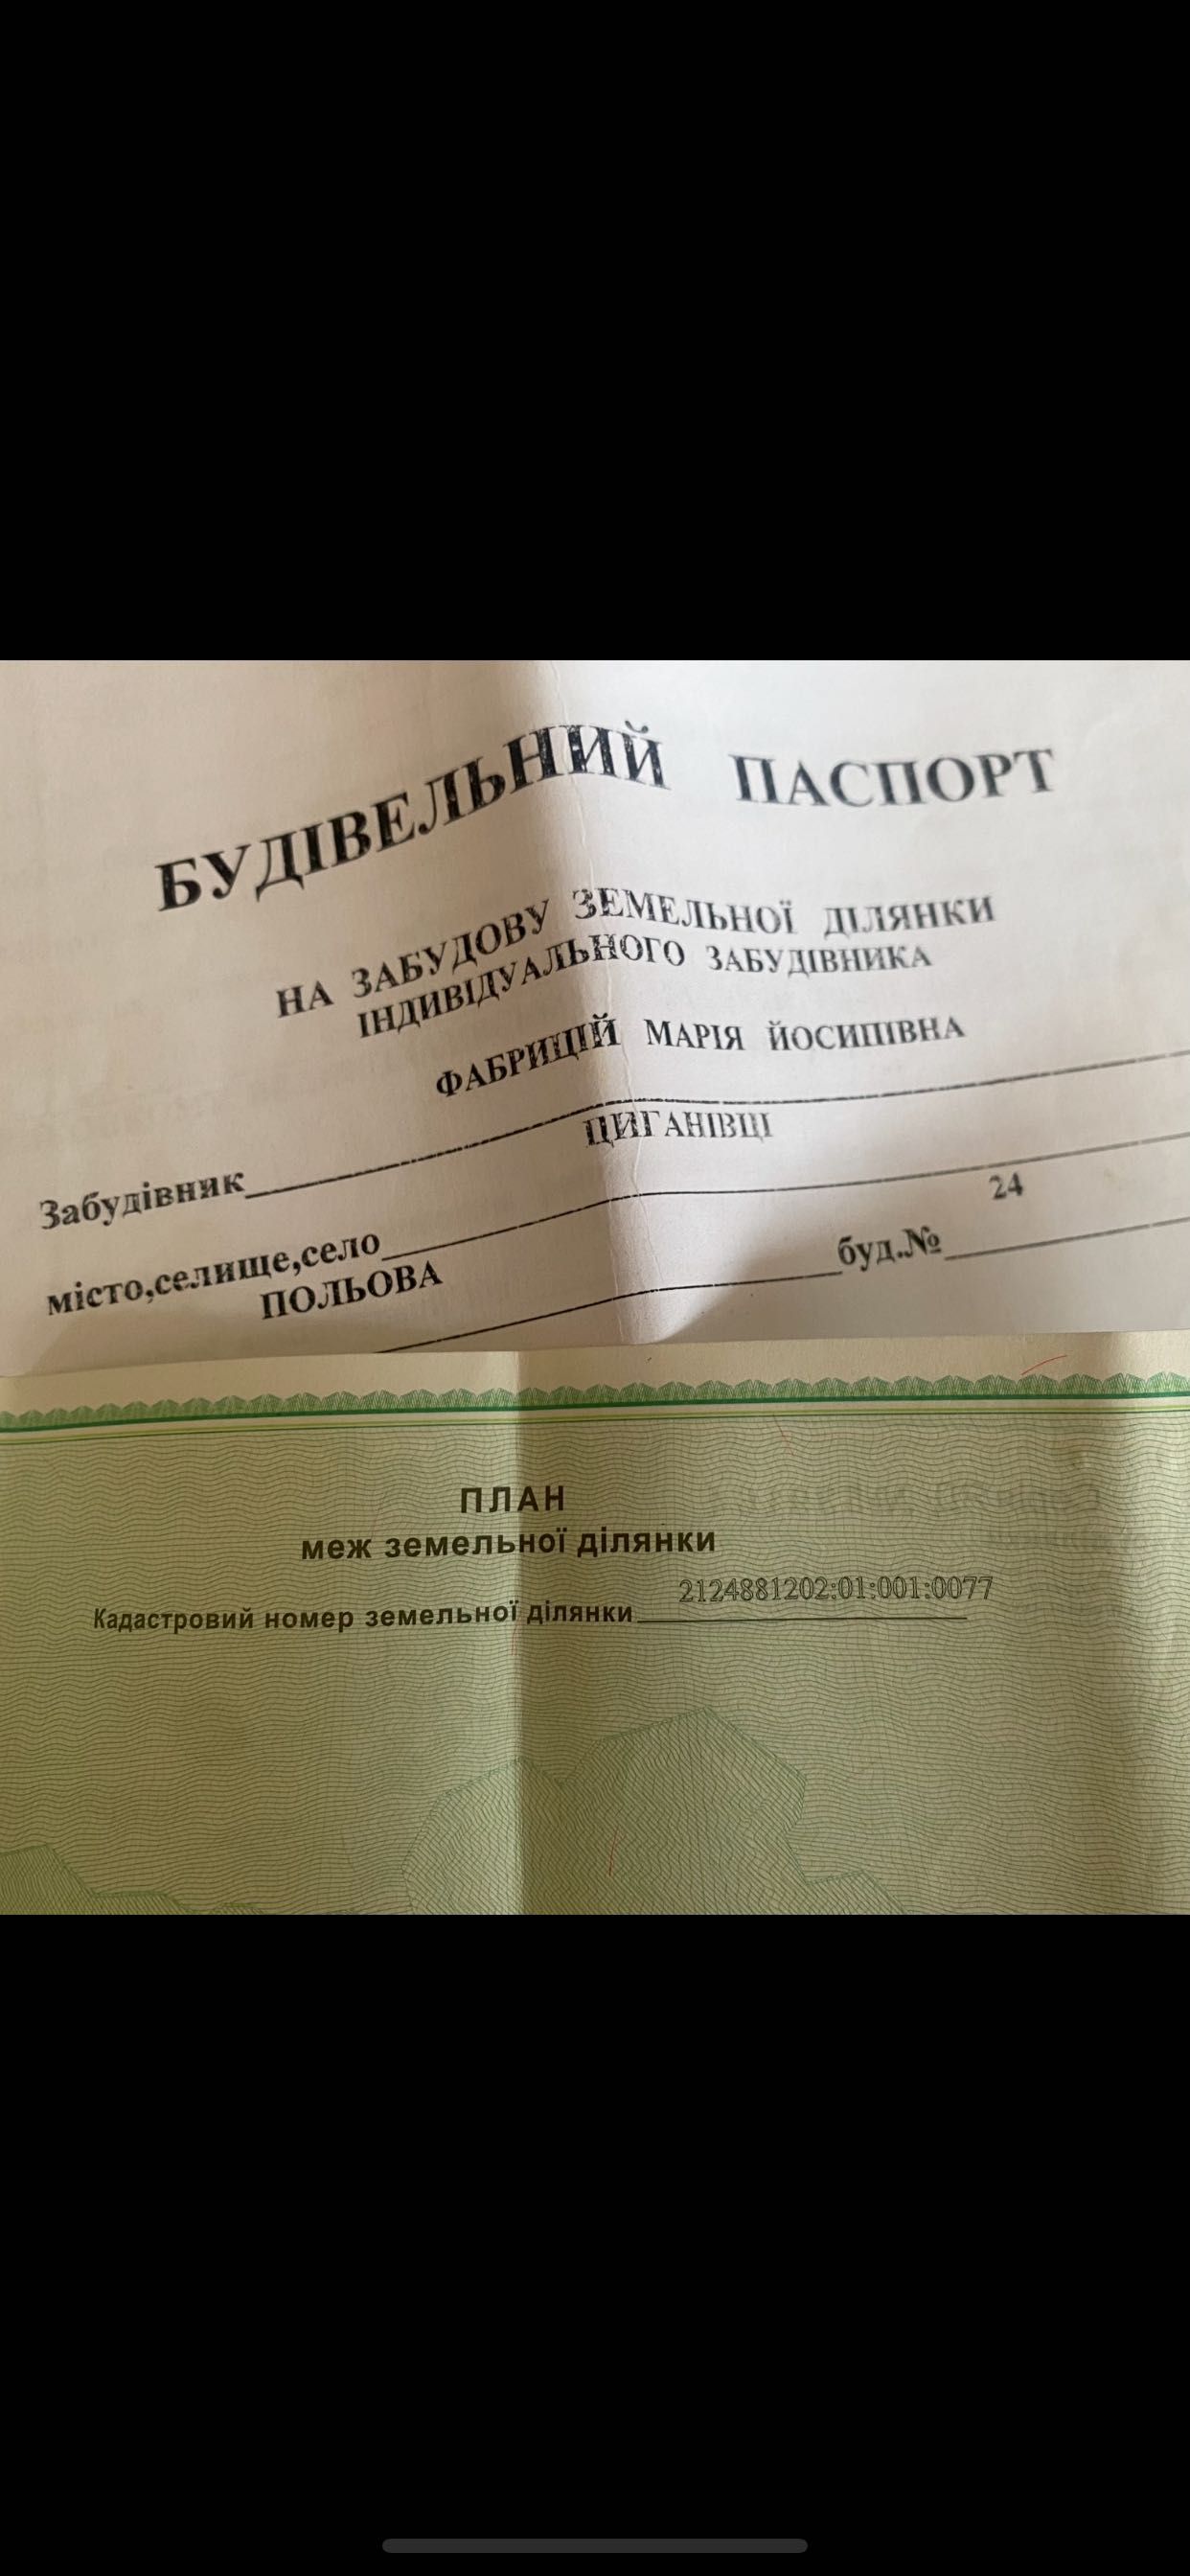 БУДІВЕЛЬНИЙ ПАСПОРТ
НА ЗАБУДОВУ ЗЕМЕЛЬНОЇ ДІЛЯНКИ
ІНДИВІДУАЛЬНОГО ЗАБУДІВНИКА
ФАБРИЦІЙ МАРІЯ ЙОСИПІВНА
Забудівник
ЦИГАНІВЦІ
місто,селище,село
24
ПОЛЬОВА
буд.№
ПЛАН
меж земельної ділянки
2124881202:01:001:0077
Кадастровий номер земельної ділянки